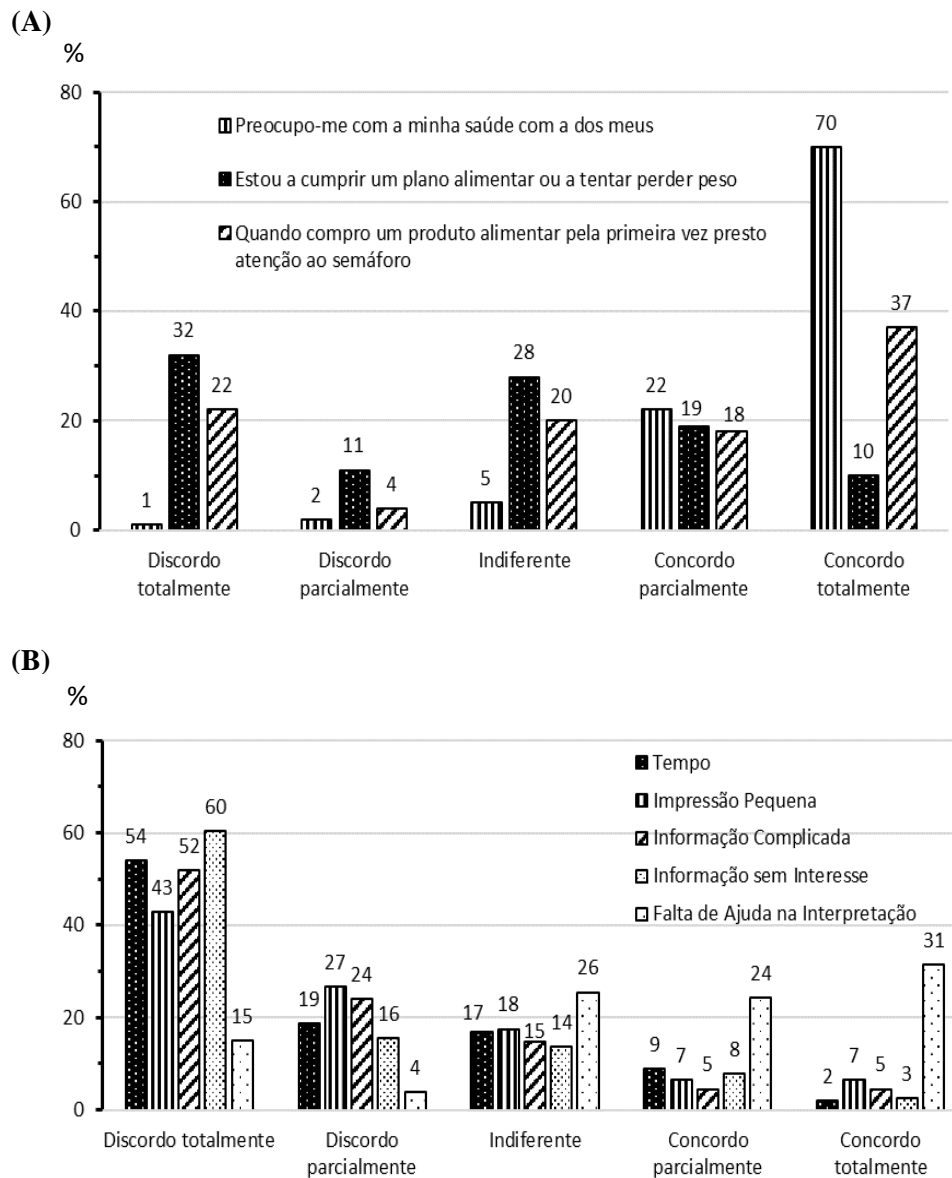 (A)
%
80
Preocupo-me com a minha saúde com a dos meus
70
Estou a cumprir um plano alimentar ou a tentar perder peso
60
Quando compro um produto alimentar pela primeira vez presto
atenção ao semáforo
40
32
22
28
20
22
19
18
37
20
1
11
2
4
5
10
0
Discordo
totalmente
Discordo
parcialmente
Indiferente
Concordo
parcialmente
Concordo
totalmente
(B)
%
80
Tempo
Impressão Pequena
Informação Complicada
Informação sem Interesse
Falta de Ajuda na Interpretação
60
54
43
52
60
40
19
27
24
16
17
18
15
14
26
24
31
20
15
4
9
7
5
8
2
7
5
3
0
Discordo totalmente
Discordo
parcialmente
Indiferente
Concordo
parcialmente
Concordo
totalmente